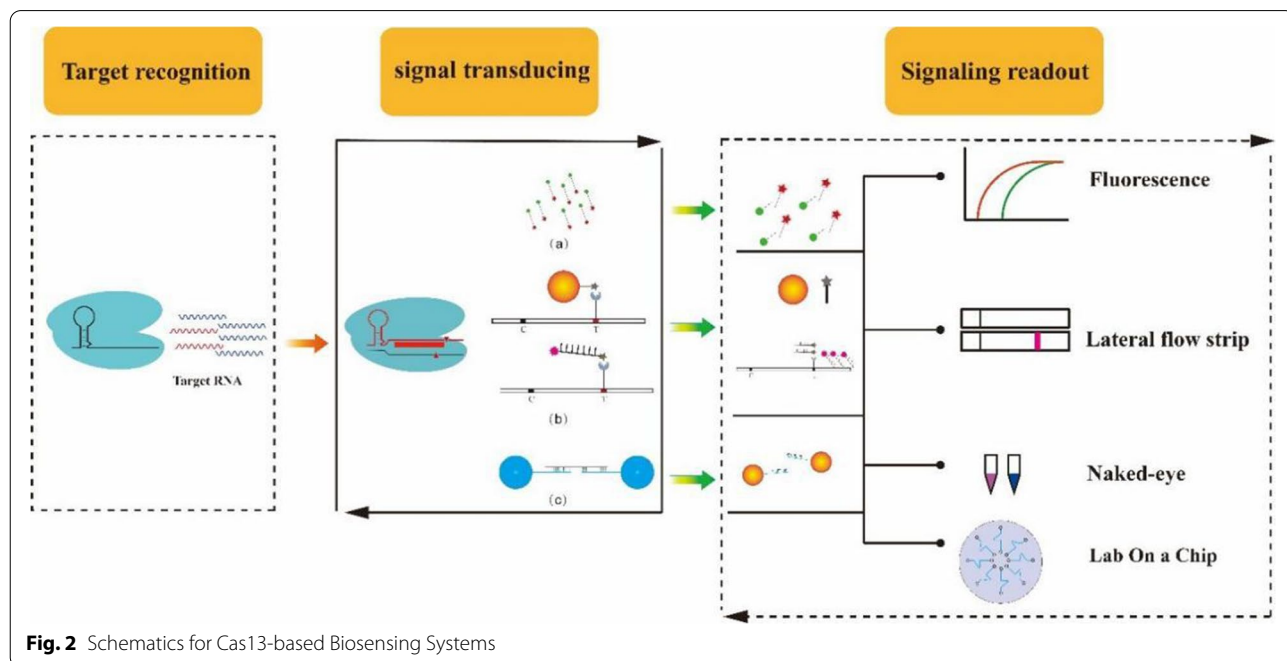 Target recognition
signal transducing
Signaling readout
Target RNA
(a)
C T
C T
(b)
(c)
Fluorescence
Lateral flow strip
Naked-eye
Lab On a Chip
Fig. 2 Schematics for Cas13-based Biosensing Systems